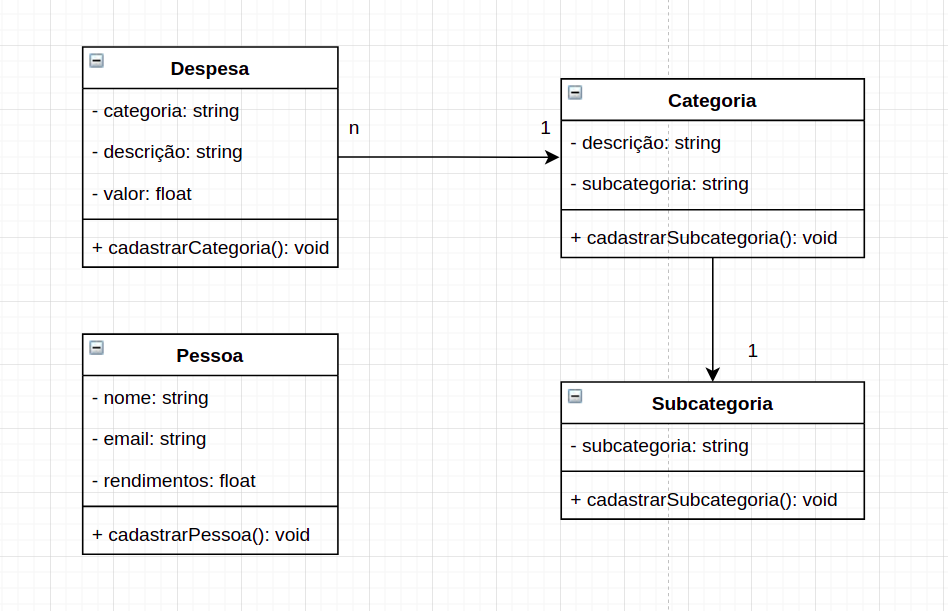 Despesa
- categoria: string
- descrição: string
- valor: float
+ cadastrarCategoria(): void
n
1
Categoria
- descrição: string
- subcategoria: string
+ cadastrarSubcategoria(): void
Pessoa
- nome: string
- email: string
- rendimentos: float
+ cadastrarPessoa(): void
1
Subcategoria
- subcategoria: string
+ cadastrarSubcategoria(): void